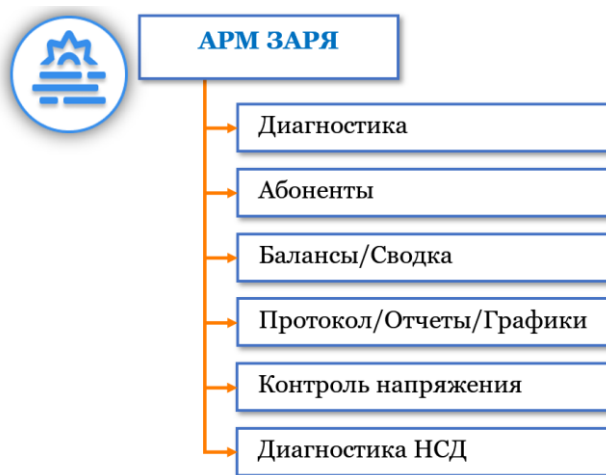 АРМ ЗАРЯ
Диагностика
Абоненты
Балансы/Сводка
Протокол/Отчеты/Графики
Контроль напряжения
Диагностика НСД